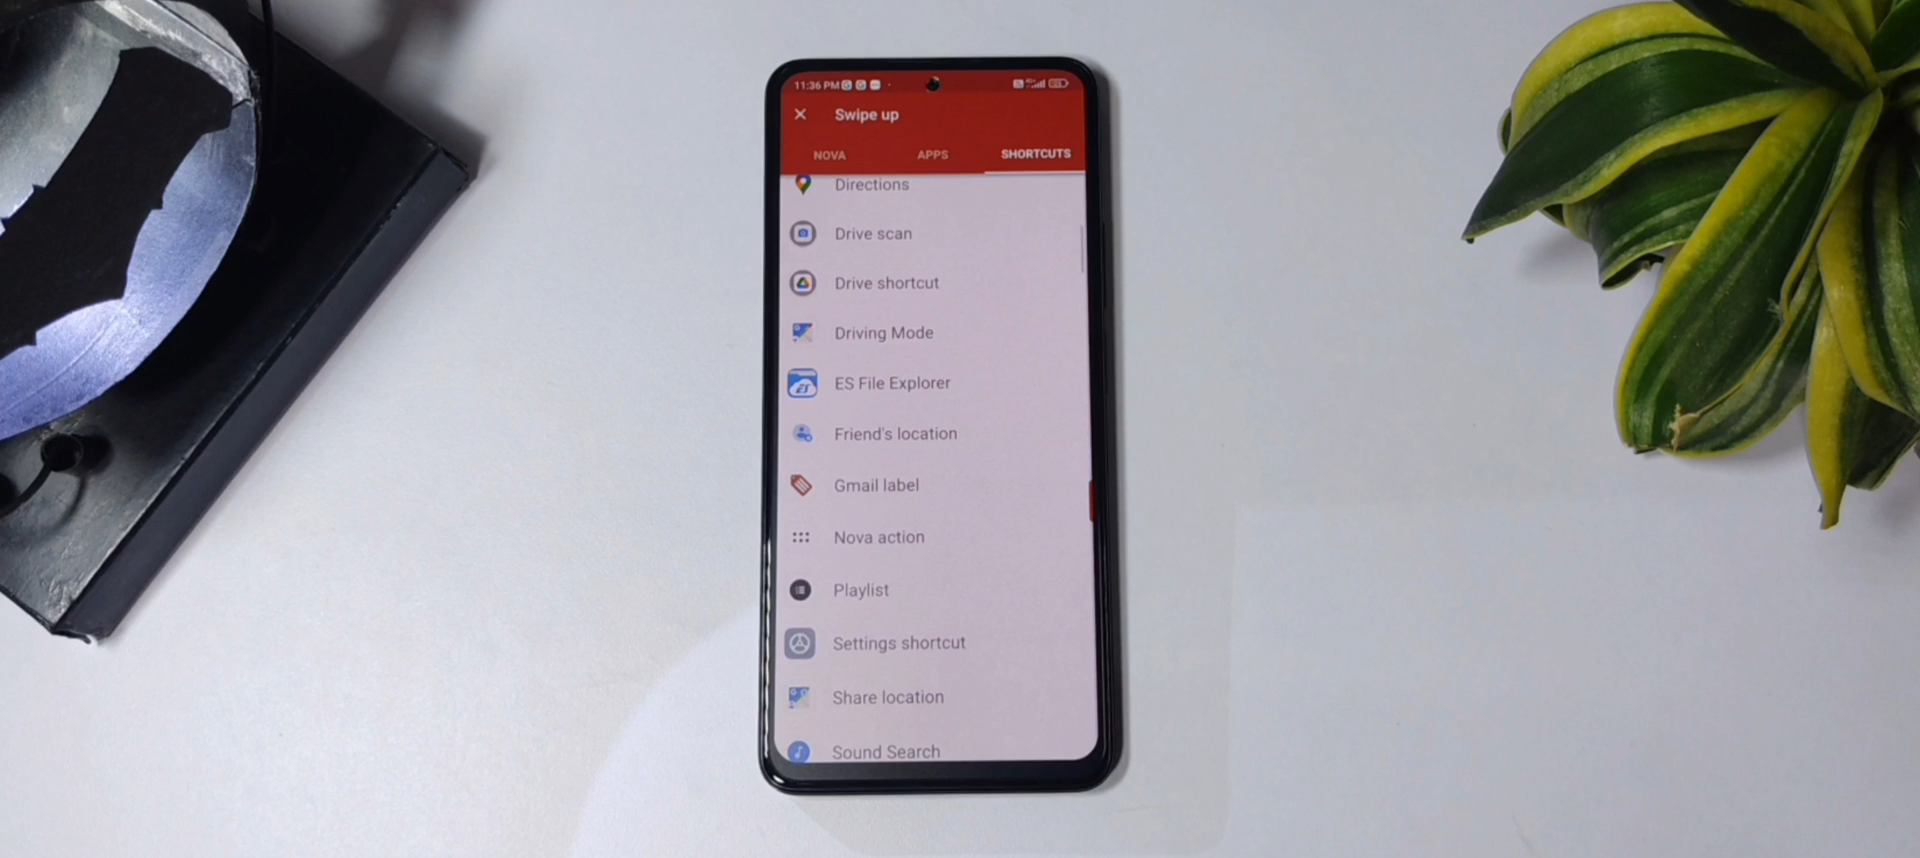 11:36 PM
Swipe up
NOVA APPS SHORTCUTS
Directions
Drive scan
Drive shortcut
Driving Mode
ES File Explorer
Friend's location
Gmail label
Nova action
Playlist
Settings shortcut
Share location
Sound Search